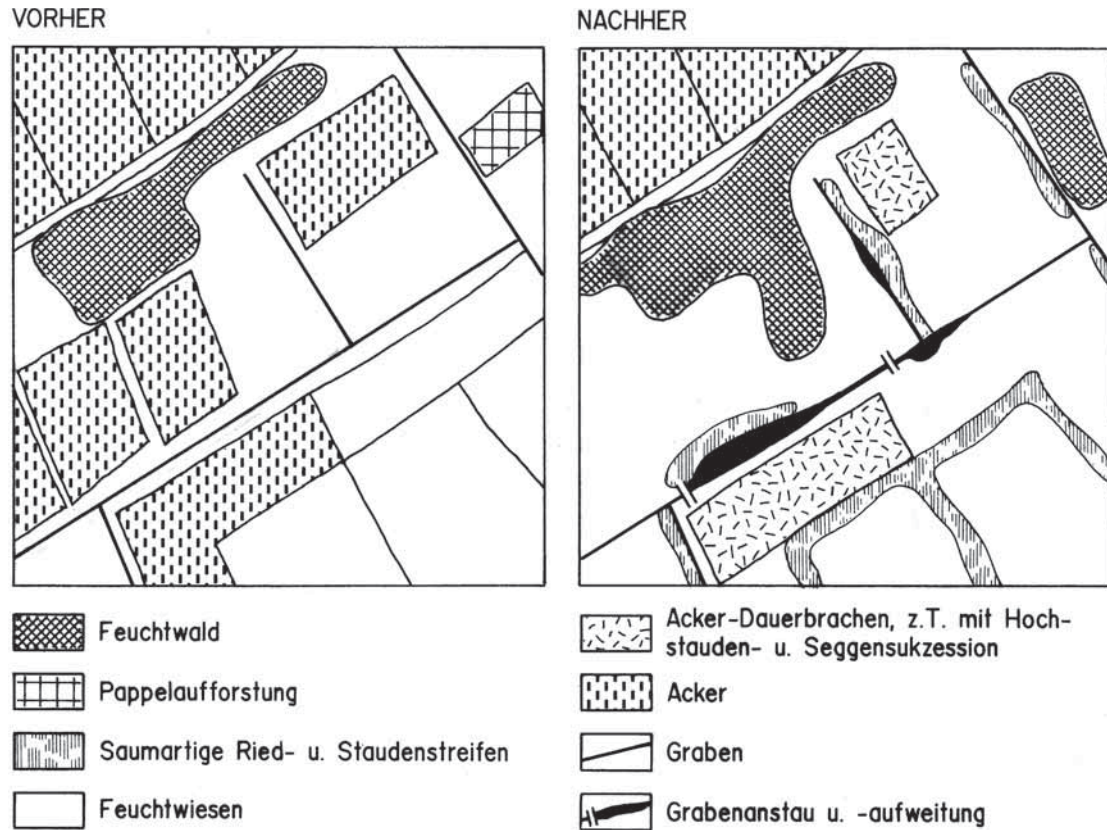 VORHER
NACHHER
Feuchtwald
Pappelaufforstung
Saumartige Ried- u. Staudenstreifen
Feuchtwiesen
Acker-Dauerbrachen, z.T. mit Hoch-
stauden- u. Seggensukzession
Acker
Graben
Grabenanstau u. -aufweitung